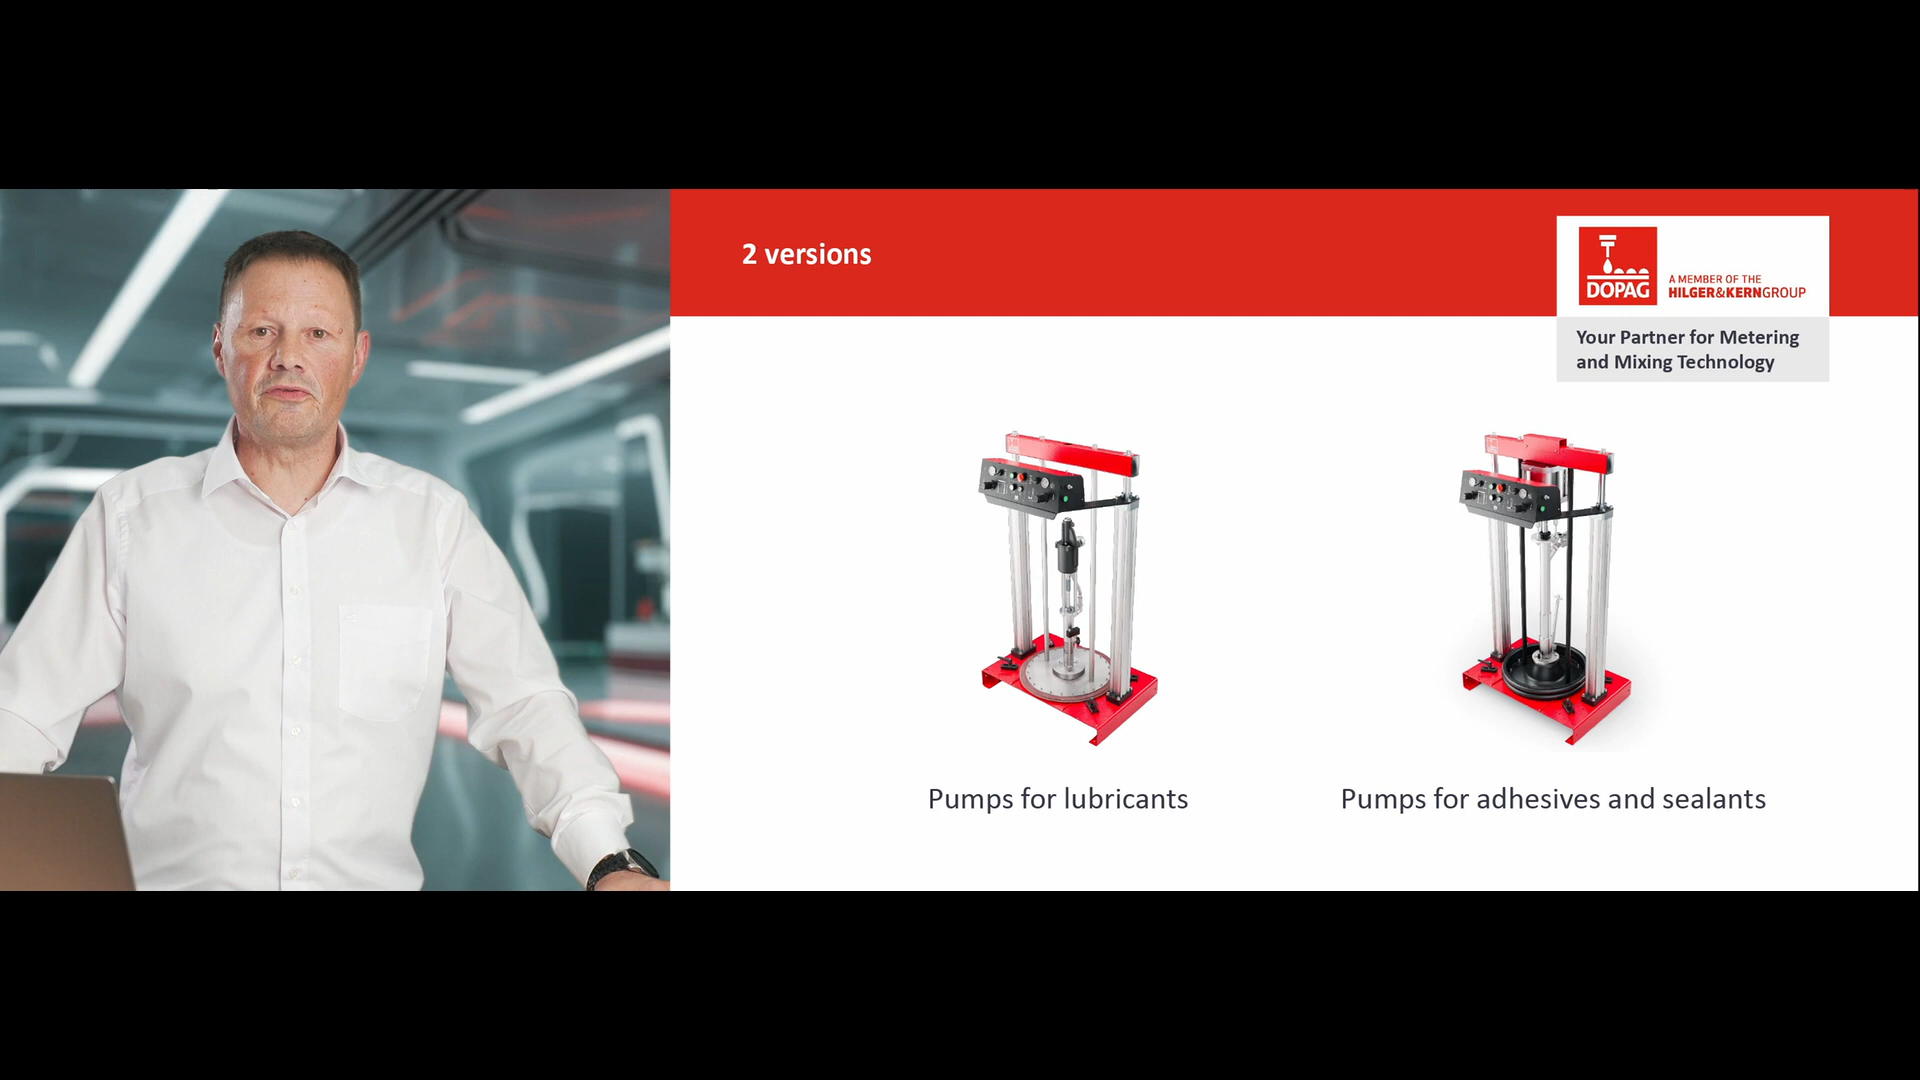 2 versions
DOPAG
A MEMBER OF THE
HILGER&KERNGROUP
Your Partner for Metering
and Mixing Technology
Pumps for lubricants
Pumps for adhesives and sealants